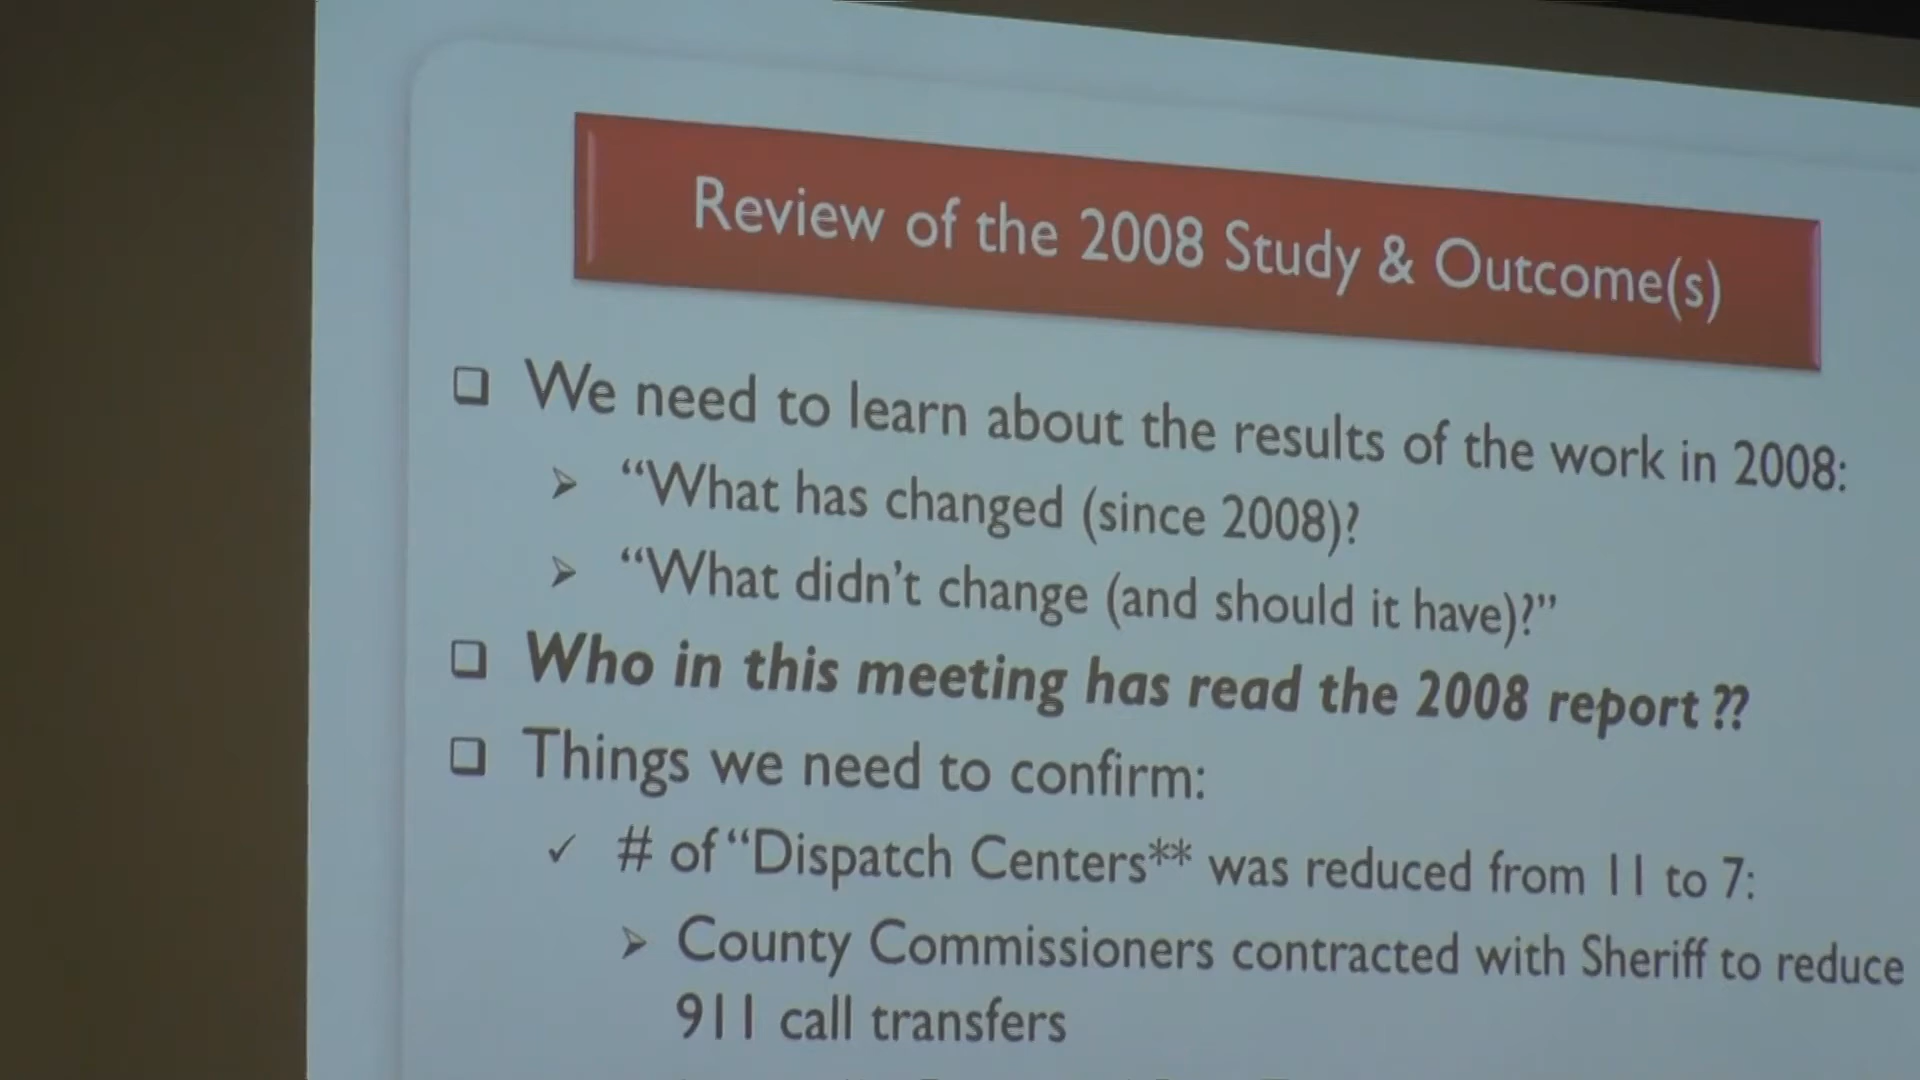 Review of the 2008 Study & Outcome(s)
We need to learn about the results of the work in 2008:
“What has changed (since 2008)?
“What didn’t change (and should it have)?”
Who in this meeting has read the 2008 report ??
Things we need to confirm:
# of “Dispatch Centers** was reduced from 11 to 7:
County Commissioners contracted with Sheriff to reduce
911 call transfers